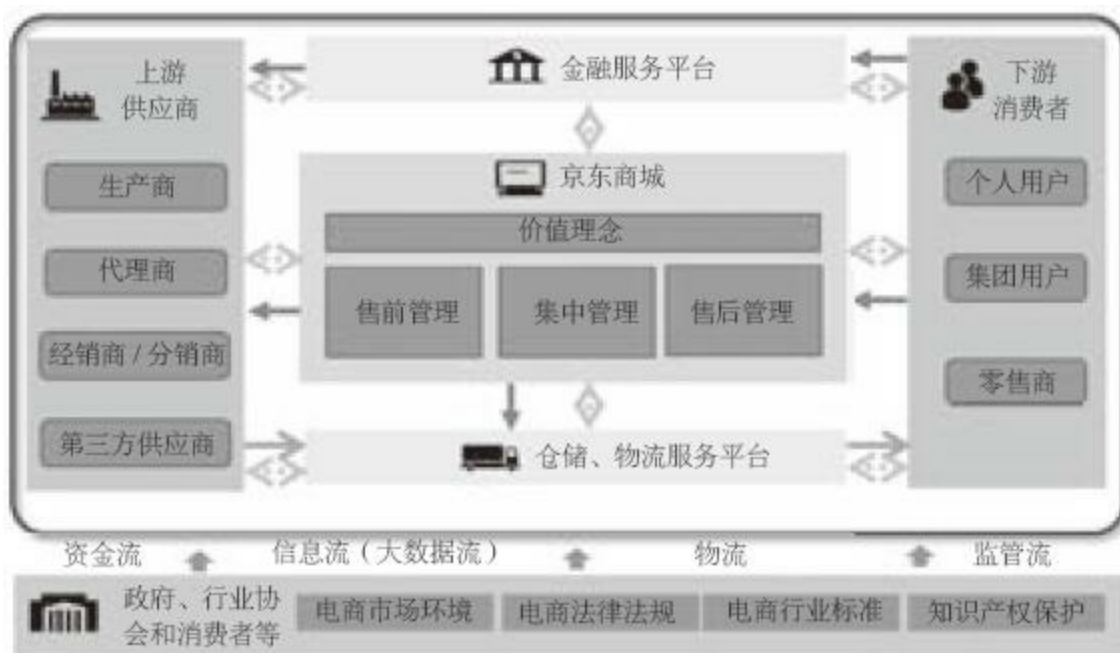 上游
供应商
生产商
代理商
经销商 / 分销商
第三方供应商
金融服务平台
京东商城
价值理念
售前管理
集中管理
售后管理
仓储、物流服务平台
下游
消费者
个人用户
集团用户
零售商
资金流
信息流（大数据流）
物流
监管流
政府、行业协
会和消费者等
电商市场环境
电商法律法规
电商行业标准
知识产权保护